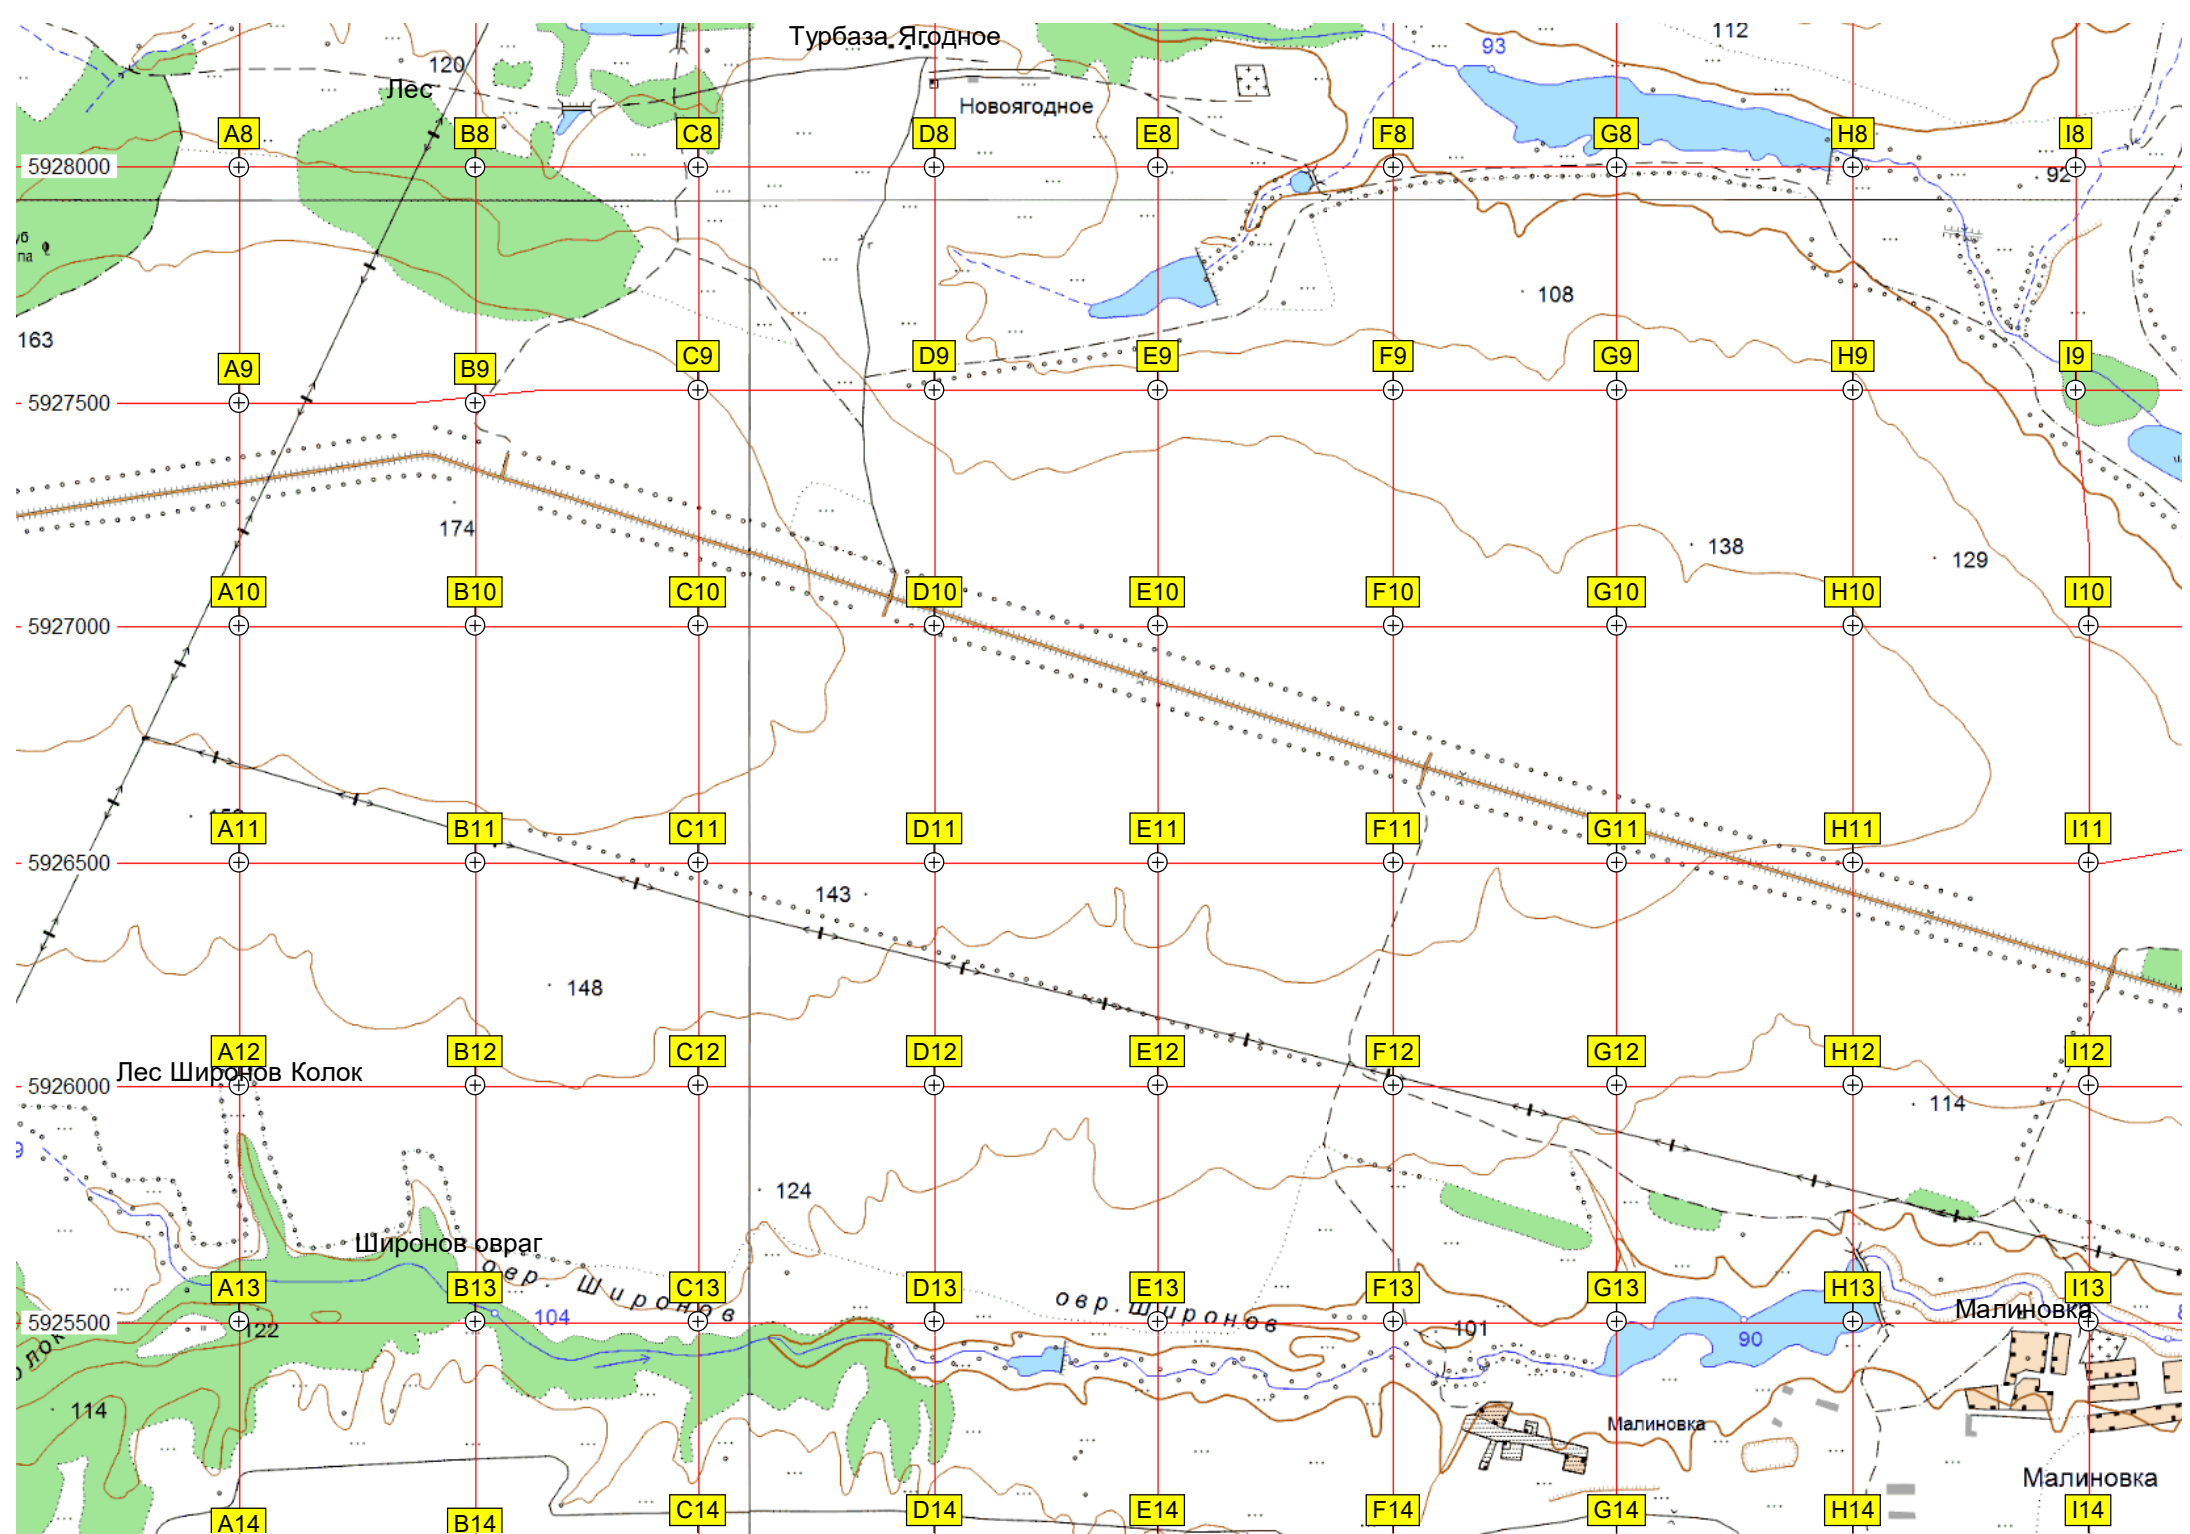 Турбаза Ягодное
93
112
120
Лес
Новоягодное
A8 B8 C8 D8 E8 F8 G8 H8 I8
5928000
92
108
163
A9 B9 C9 D9 E9 F9 G9 H9 I9
5927500
174
138
129
A10 B10 C10 D10 E10 F10 G10 H10 I10
5927000
A11 B11 C11 D11 E11 F11 G11 H11 I11
5926500
143
148
A12 B12 C12 D12 E12 F12 G12 H12 I12
Лес Широнов Колок
5926000
114
9
124
Широнов овраг
овр. Широнов
A13 B13 C13 D13 E13 F13 G13 H13 I13
овр. Широнов
Малиновка
5925500
122
104
101
90
114
Малиновка
Малиновка
A14 B14 C14 D14 E14 F14 G14 H14 I14